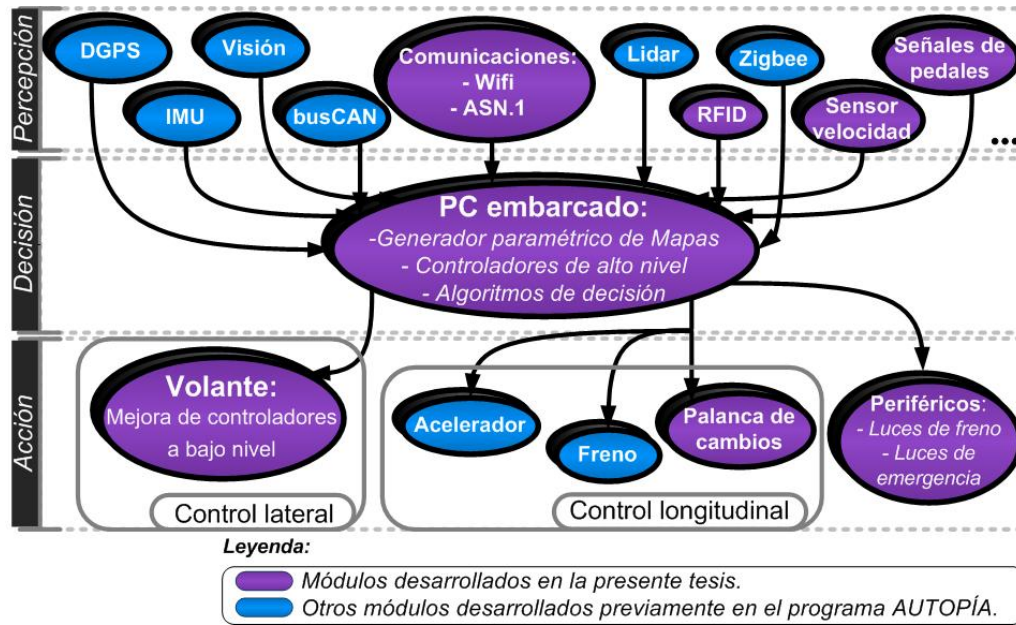 Percepción
DGPS
Visión
Comunicaciones:
- Wifi
- ASN.1
Lidar
Zigbee
Señales de
pedales
IMU
busCAN
RFID
Sensor
velocidad
...
Decisión
PC embarcado:
-Generador paramétrico de Mapas
- Controladores de alto nivel
- Algoritmos de decisión
Acción
Volante:
Mejora de controladores
a bajo nivel
Control lateral
Acelerador
Freno
Palanca de
cambios
Control longitudinal
Periféricos:
- Luces de freno
- Luces de
emergencia
Leyenda:
Módulos desarrollados en la presente tesis.
Otros módulos desarrollados previamente en el programa AUTOPÍA.